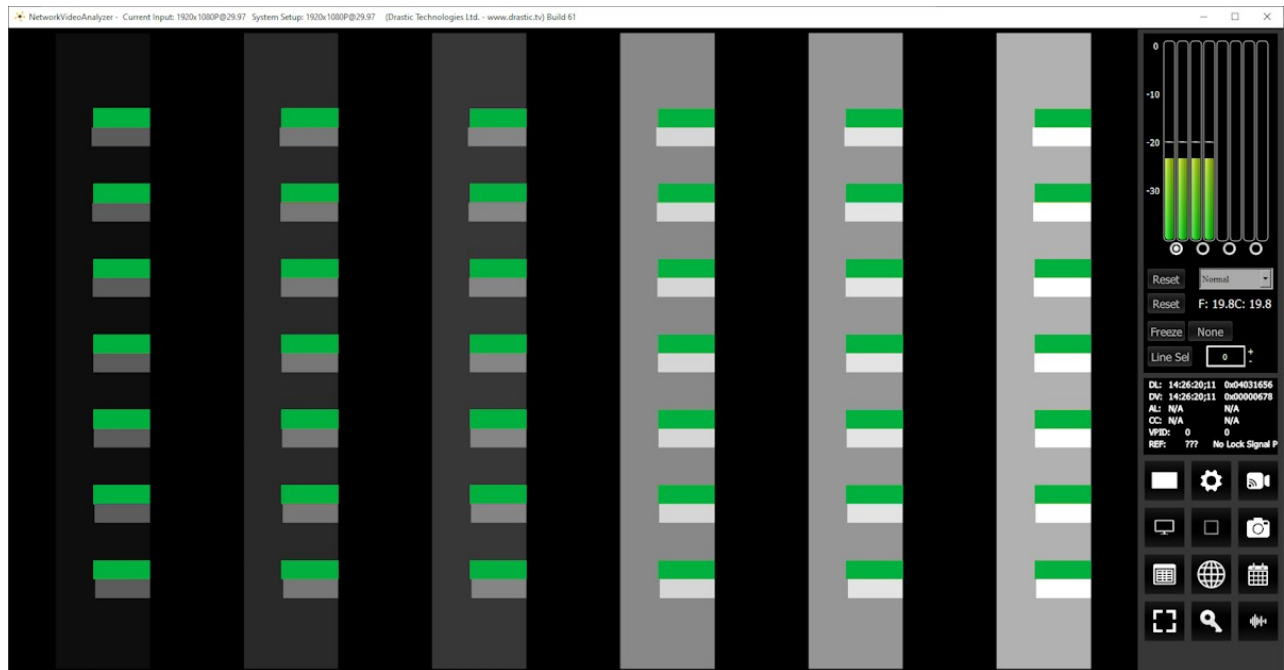 NetworkVideoAnalyzer - Current Input: 1920x1080P@29.97 System Setup: 1920x1080P@29.97 (Drastic Technologies Ltd. - www.drastic.tv) Build 61
0
-10
-20
-30
Reset Normal
Reset F: 19.8C: 19.8
Freeze None
Line Sel 0 + -
DL: 14:26:20;11 0x04031656
DV: 14:26:20;11 0x00000678
AL: N/A N/A
CC: N/A N/A
VPID: 0 0
REF: ??? No Lock Signal P